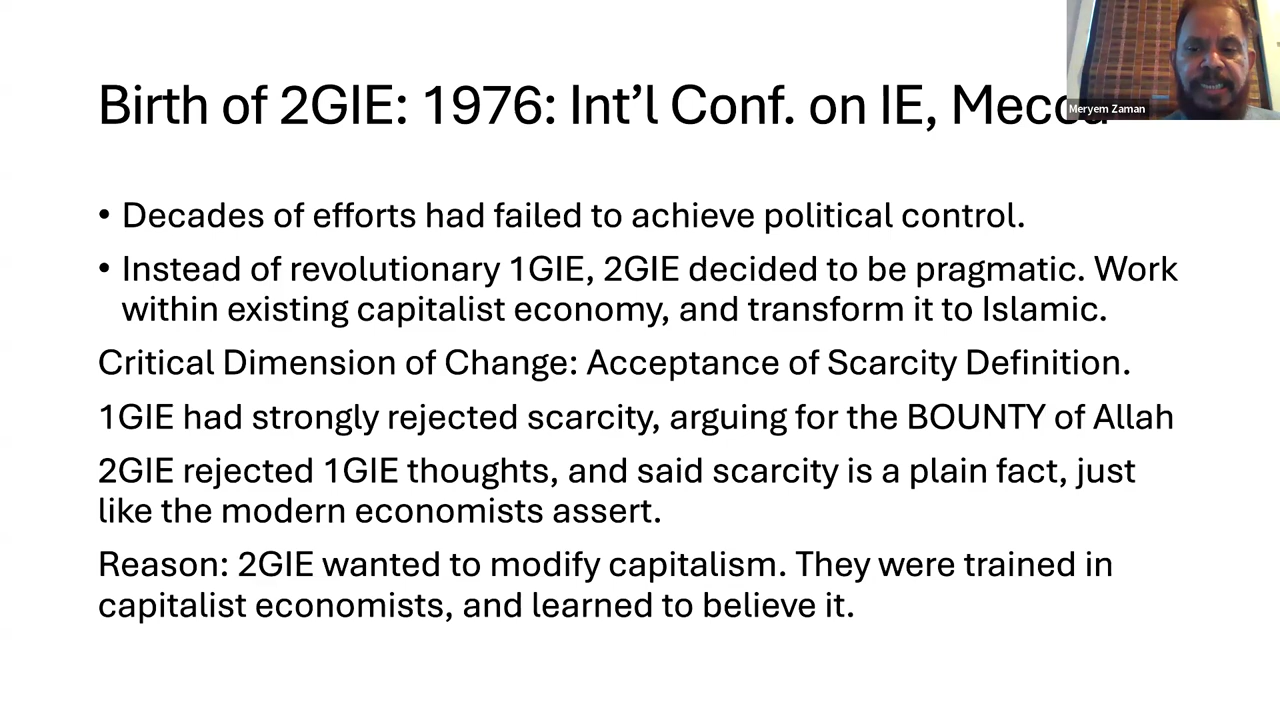 Birth of 2GIE: 1976: Int'l Conf. on IE, Mecca
Meryem Zaman
• Decades of efforts had failed to achieve political control.
• Instead of revolutionary 1GIE, 2GIE decided to be pragmatic. Work
within existing capitalist economy, and transform it to Islamic.
Critical Dimension of Change: Acceptance of Scarcity Definition.
1GIE had strongly rejected scarcity, arguing for the BOUNTY of Allah
2GIE rejected 1GIE thoughts, and said scarcity is a plain fact, just
like the modern economists assert.
Reason: 2GIE wanted to modify capitalism. They were trained in
capitalist economists, and learned to believe it.